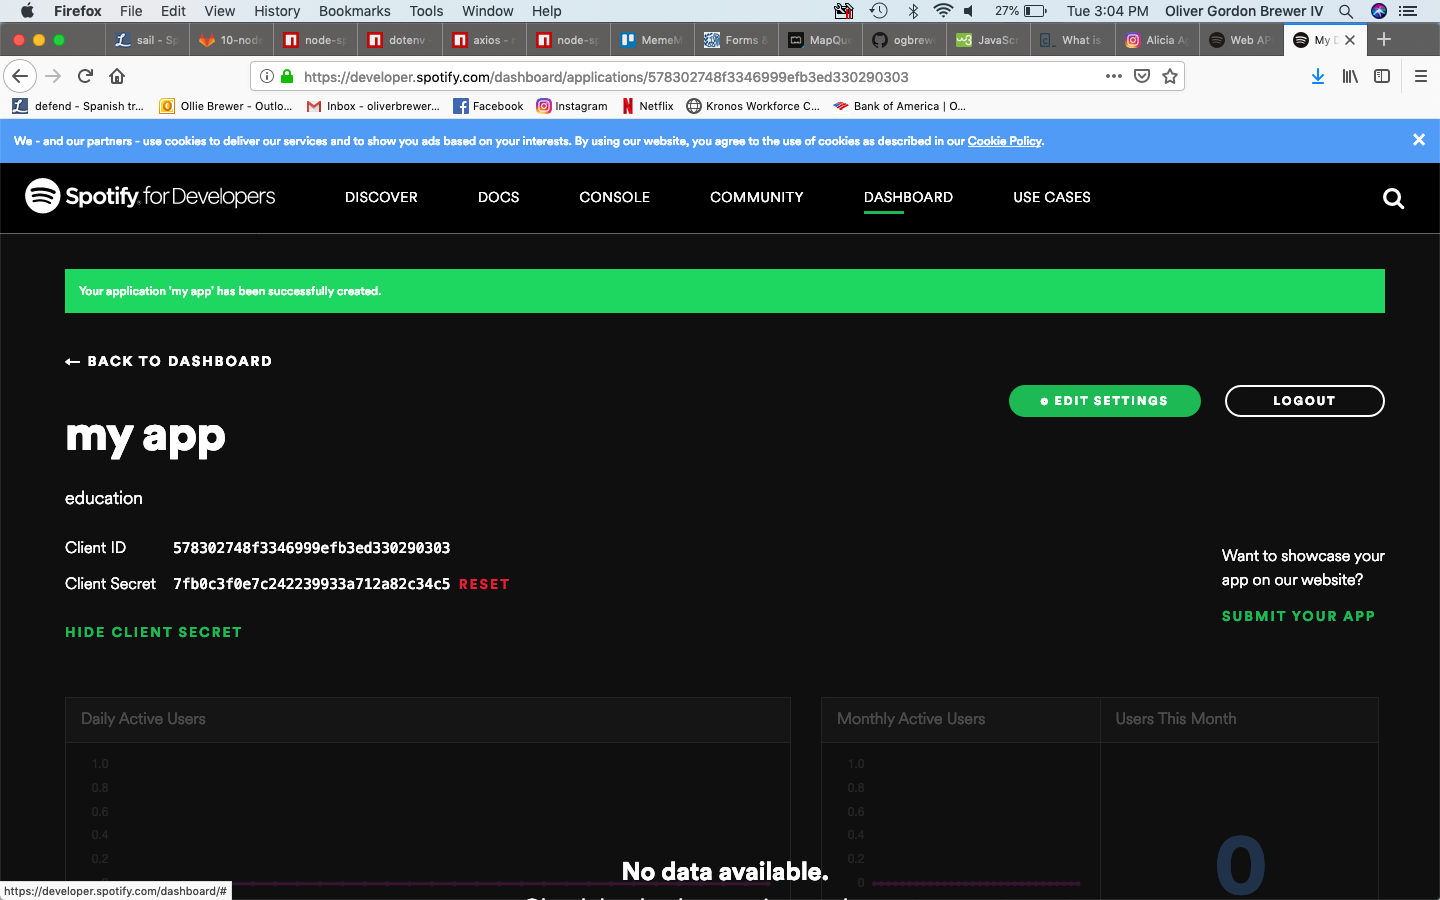 Firefox File Edit View History Bookmarks Tools Window Help 27% Tue 3:04 PM Oliver Gordon Brewer IV
sail - Sp 10-node node-sp dotenv axios - n node-sp MemeM Forms & MapQue ogbrew JavaScr What is Alicia A Web AP My D
https://developer.spotify.com/dashboard/applications/578302748f3346999efb3ed330290303
defend - Spanish tr... Ollie Brewer - Outlo... Inbox - oliverbrewer... Facebook Instagram Netflix Kronos Workforce C... Bank of America | O...
We - and our partners - use cookies to deliver our services and to show you ads based on your interests. By using our website, you agree to the use of cookies as described in our Cookie Policy.
Spotify for Developers DISCOVER DOCS CONSOLE COMMUNITY DASHBOARD USE CASES
Your application 'my app' has been successfully created.
← BACK TO DASHBOARD
EDIT SETTINGS LOGOUT
my app
education
Client ID 578302748f3346999efb3ed330290303
Client Secret 7fb0c3f0e7c242239933a712a82c34c5 RESET
HIDE CLIENT SECRET
Want to showcase your
app on our website?
SUBMIT YOUR APP
Daily Active Users Monthly Active Users Users This Month
1.0 1.0
0.8 0.8
0.6 0.6
0.4 0.4
0.2 0.2
0
0
No data available.
https://developer.spotify.com/dashboard/#